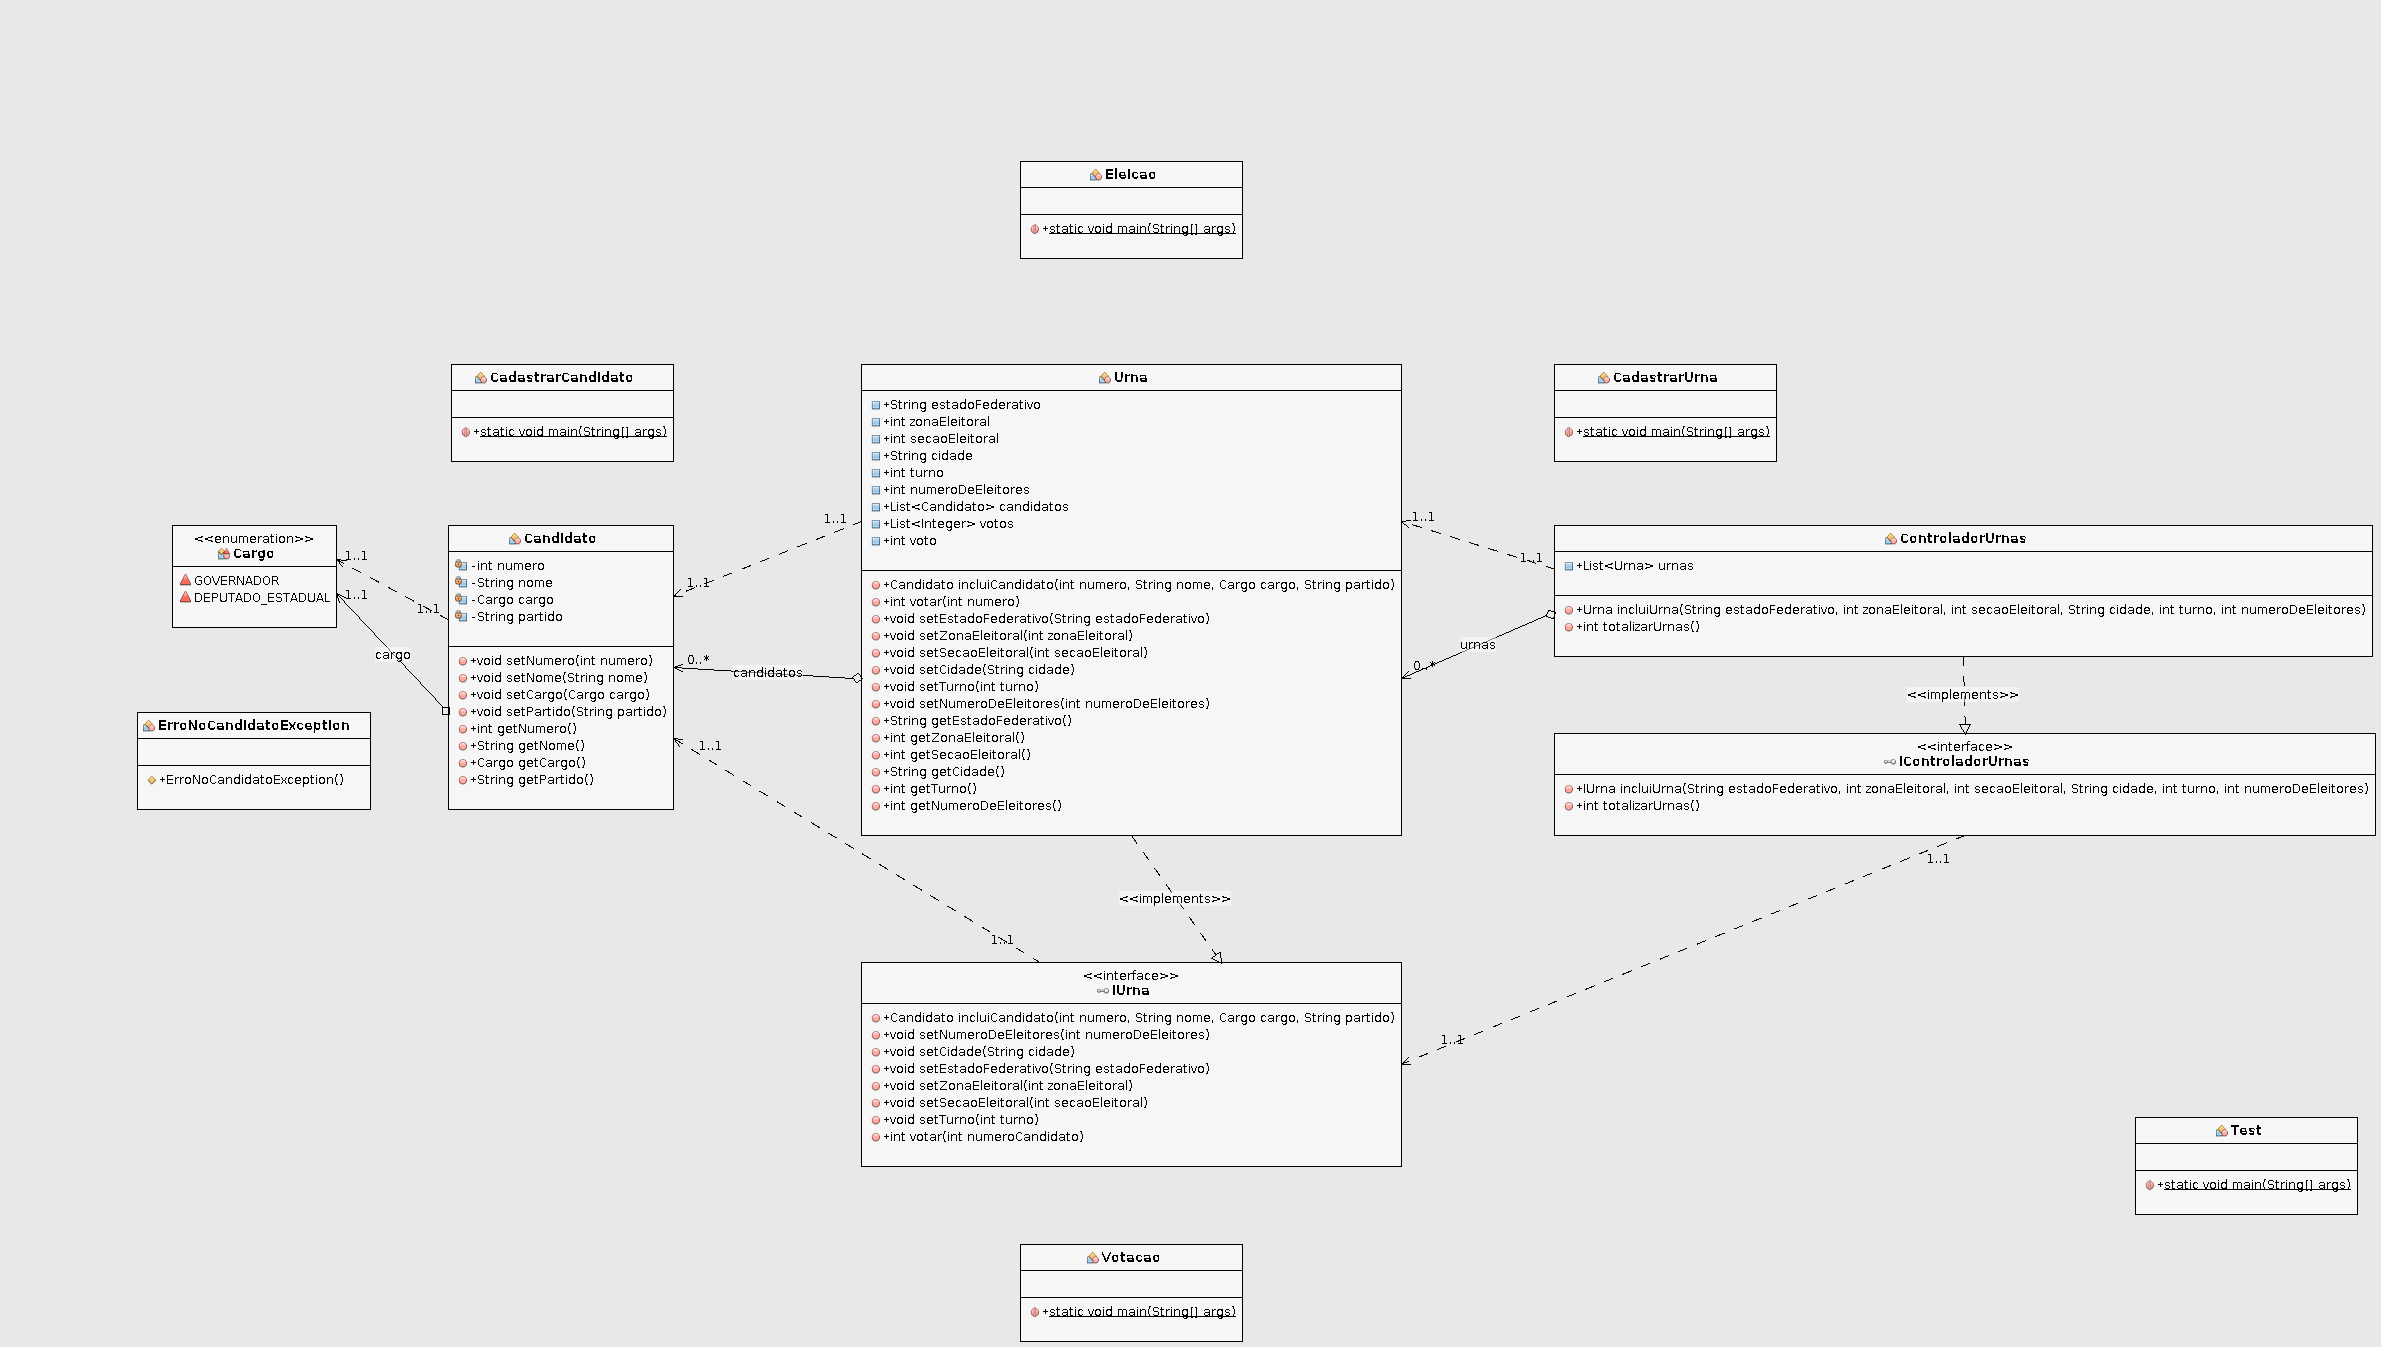 Eleicao
+static void main(String[] args)
CadastrarCandidato
+static void main(String[] args)
Urna
+String estadoFederativo
+int zonaEleitoral
+int secaoEleitoral
+String cidade
+int turno
+int numeroDeEleitores
+List<Candidato> candidatos
+List<Integer> votos
+int voto
+Candidato incluiCandidato(int numero, String nome, Cargo cargo, String partido)
+int votar(int numero)
+void setEstadoFederativo(String estadoFederativo)
+void setZonaEleitoral(int zonaEleitoral)
+void setSecaoEleitoral(int secaoEleitoral)
+void setCidade(String cidade)
+void setTurno(int turno)
+void setNumeroDeEleitores(int numeroDeEleitores)
+String getEstadoFederativo()
+int getZonaEleitoral()
+int getSecaoEleitoral()
+String getCidade()
+int getTurno()
+int getNumeroDeEleitores()
CadastrarUrna
+static void main(String[] args)
<<enumeration>>
Cargo
GOVERNADOR
DEPUTADO_ESTADUAL
1..1
1..1
1..1
cargo
Candidato
-int numero
-String nome
-Cargo cargo
-String partido
+void setNumero(int numero)
+void setNome(String nome)
+void setCargo(Cargo cargo)
+void setPartido(String partido)
+int getNumero()
+String getNome()
+Cargo getCargo()
+String getPartido()
1..1
1..1
0..*
candidatos
1..1
1..1
1..1
1..1
urnas
0..*
ControladorUrnas
+List<Urna> urnas
+Urna incluiUrna(String estadoFederativo, int zonaEleitoral, int secaoEleitoral, String cidade, int turno, int numeroDeEleitores)
+int totalizarUrnas()
<<implements>>
ErroNoCandidatoException
+ErroNoCandidatoException()
<<interface>>
IControladorUrnas
+IUrna incluiUrna(String estadoFederativo, int zonaEleitoral, int secaoEleitoral, String cidade, int turno, int numeroDeEleitores)
+int totalizarUrnas()
1..1
1..1
<<implements>>
<<interface>>
IUrna
+Candidato incluiCandidato(int numero, String nome, Cargo cargo, String partido)
+void setNumeroDeEleitores(int numeroDeEleitores)
+void setCidade(String cidade)
+void setEstadoFederativo(String estadoFederativo)
+void setZonaEleitoral(int zonaEleitoral)
+void setSecaoEleitoral(int secaoEleitoral)
+void setTurno(int turno)
+int votar(int numeroCandidato)
Test
+static void main(String[] args)
Votacao
+static void main(String[] args)